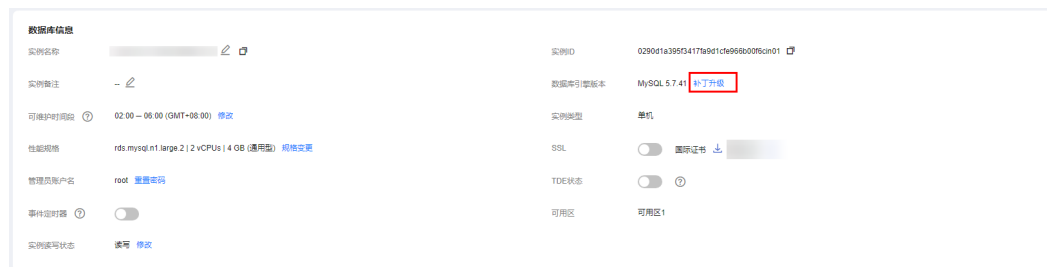 数据库信息
实例名称
实例ID 0290d1a395f3417fa9d1cfe966b00f6cin01
实例备注 --
数据库引擎版本 MySQL 5.7.41 补丁升级
可维护时间段 02:00 – 06:00 (GMT+08:00) 修改
实例类型 单机
性能规格 rds.mysql.n1.large.2 | 2 vCPUs | 4 GB (通用型) 规格变更
SSL 国际证书
管理员账户名 root 重置密码
TDE状态
事件定时器
可用区 可用区1
实例读写状态 读写 修改